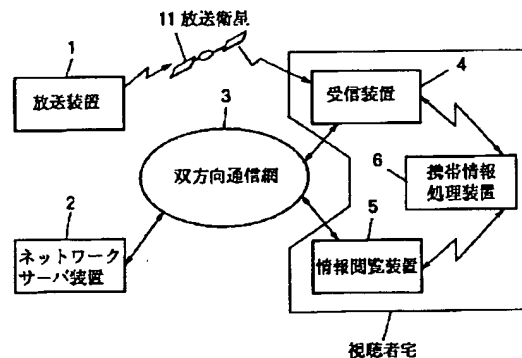 11 放送衛星
1
放送装置
4
受信装置
3
双方向通信網
6
携帯情報
処理装置
2
ネットワーク
サーバ装置
5
情報閲覧装置
視聴者宅